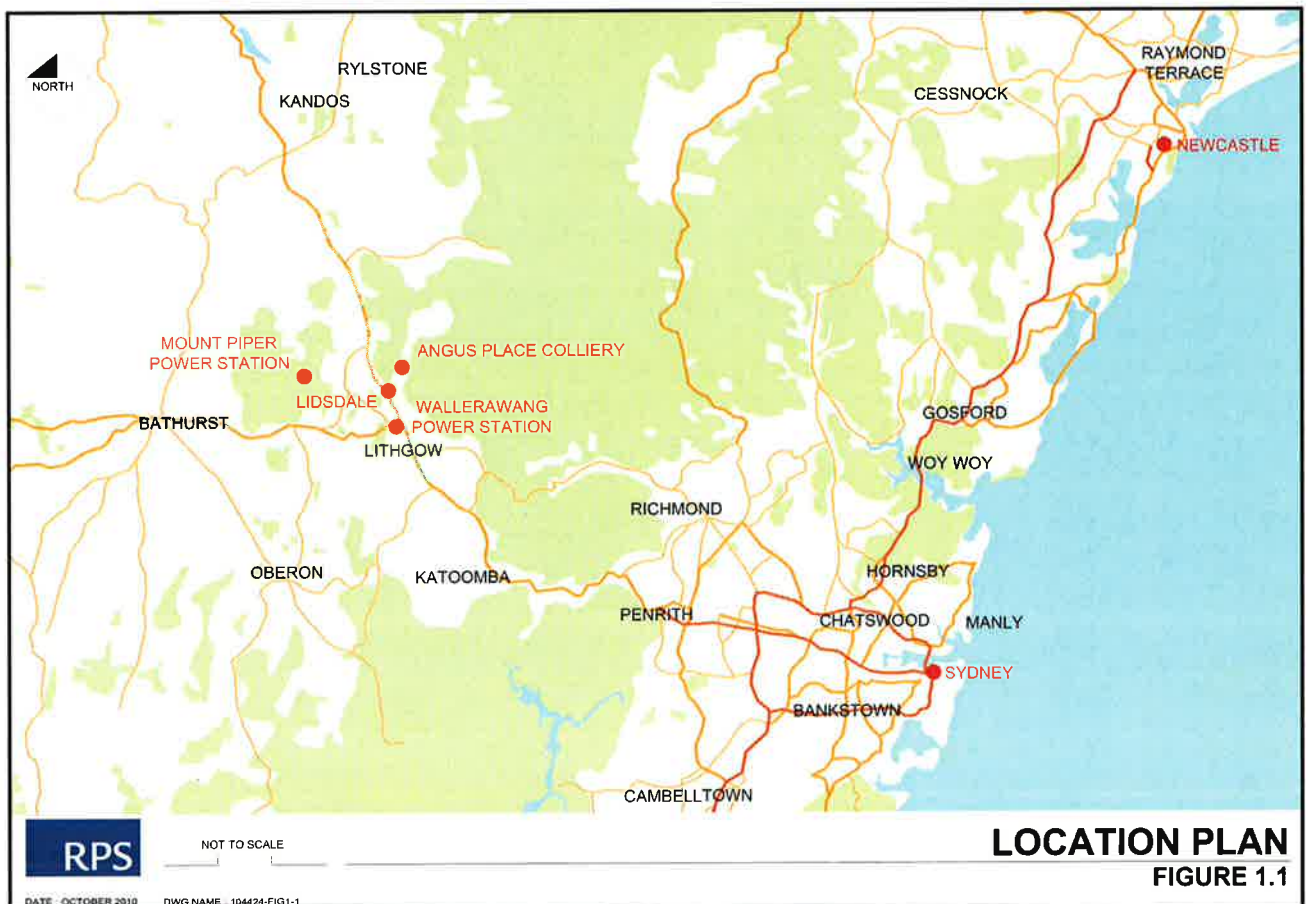 NORTH
RYLSTONE
KANDOS
CESSNOCK
RAYMOND
TERRACE
NEWCASTLE
MOUNT PIPER
POWER STATION
ANGUS PLACE COLLIERY
LIDSDALE
WALLERAWANG
POWER STATION
BATHURST
LITHGOW
GOSFORD
WOY WOY
RICHMOND
OBERON
KATOOMBA
HORNSBY
PENRITH
CHATSWOOD
MANLY
SYDNEY
BANKSTOWN
CAMBELLTOWN
RPS
NOT TO SCALE
LOCATION PLAN
FIGURE 1.1
DATE : OCTOBER 2010
DWG NAME : 104424-FIG1-1